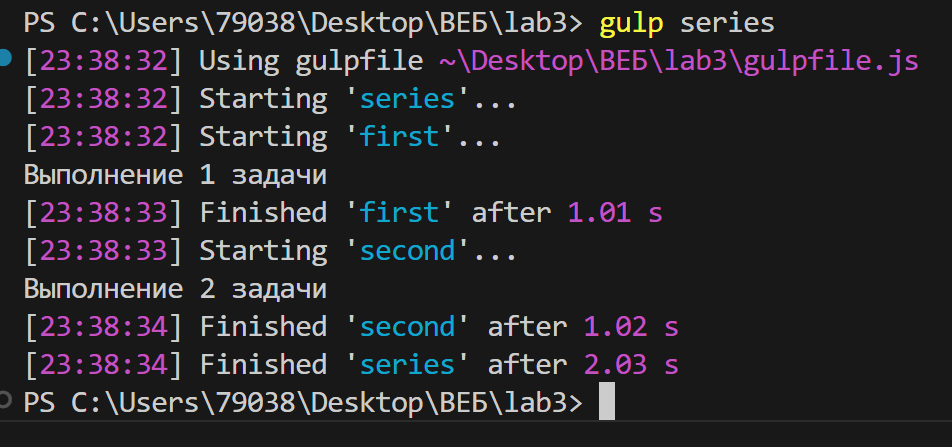 PS C:\Users\79038\Desktop\ВЕБ\lab3> gulp series
[23:38:32] Using gulpfile ~\Desktop\ВЕБ\lab3\gulpfile.js
[23:38:32] Starting 'series'...
[23:38:32] Starting 'first'...
Выполнение 1 задачи
[23:38:33] Finished 'first' after 1.01 s
[23:38:33] Starting 'second'...
Выполнение 2 задачи
[23:38:34] Finished 'second' after 1.02 s
[23:38:34] Finished 'series' after 2.03 s
PS C:\Users\79038\Desktop\ВЕБ\lab3>